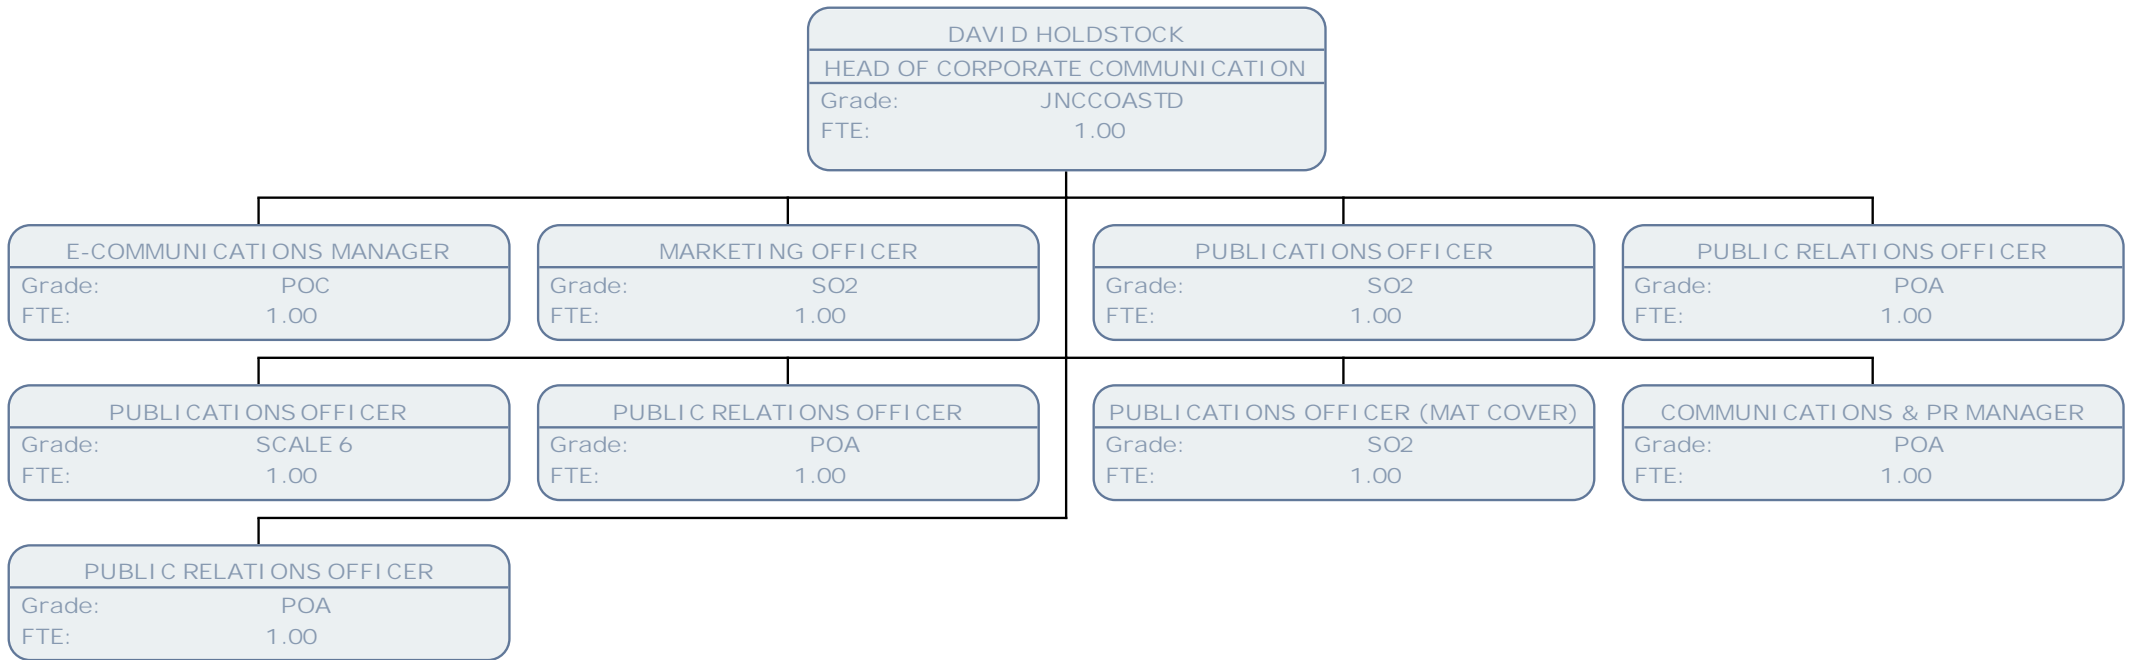 DAVID HOLDSTOCK
HEAD OF CORPORATE COMMUNICATION
Grade: JNCCOASTD
FTE: 1.00
E-COMMUNICATIONS MANAGER
Grade: POC
FTE: 1.00
MARKETING OFFICER
Grade: SO2
FTE: 1.00
PUBLICATIONS OFFICER
Grade: SO2
FTE: 1.00
PUBLIC RELATIONS OFFICER
Grade: POA
FTE: 1.00
PUBLICATIONS OFFICER
Grade: SCALE 6
FTE: 1.00
PUBLIC RELATIONS OFFICER
Grade: POA
FTE: 1.00
PUBLICATIONS OFFICER (MAT COVER)
Grade: SO2
FTE: 1.00
COMMUNICATIONS & PR MANAGER
Grade: POA
FTE: 1.00
PUBLIC RELATIONS OFFICER
Grade: POA
FTE: 1.00